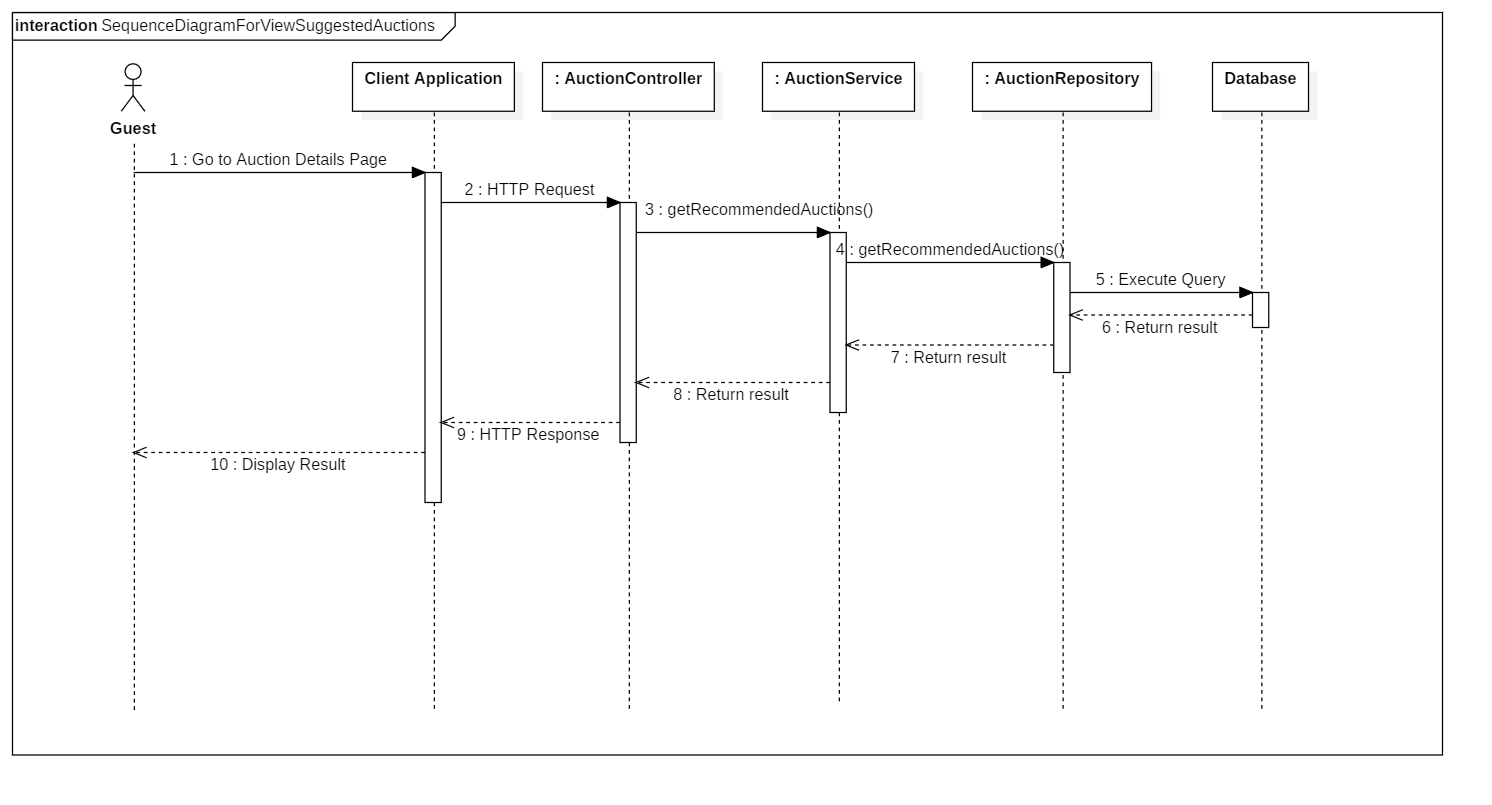 interaction SequenceDiagramForViewSuggestedAuctions
Guest
Client Application
: AuctionController
: AuctionService
: AuctionRepository
Database
1 : Go to Auction Details Page
2 : HTTP Request
3 : getRecommendedAuctions()
4 : getRecommendedAuctions()
5 : Execute Query
6 : Return result
7 : Return result
8 : Return result
9 : HTTP Response
10 : Display Result